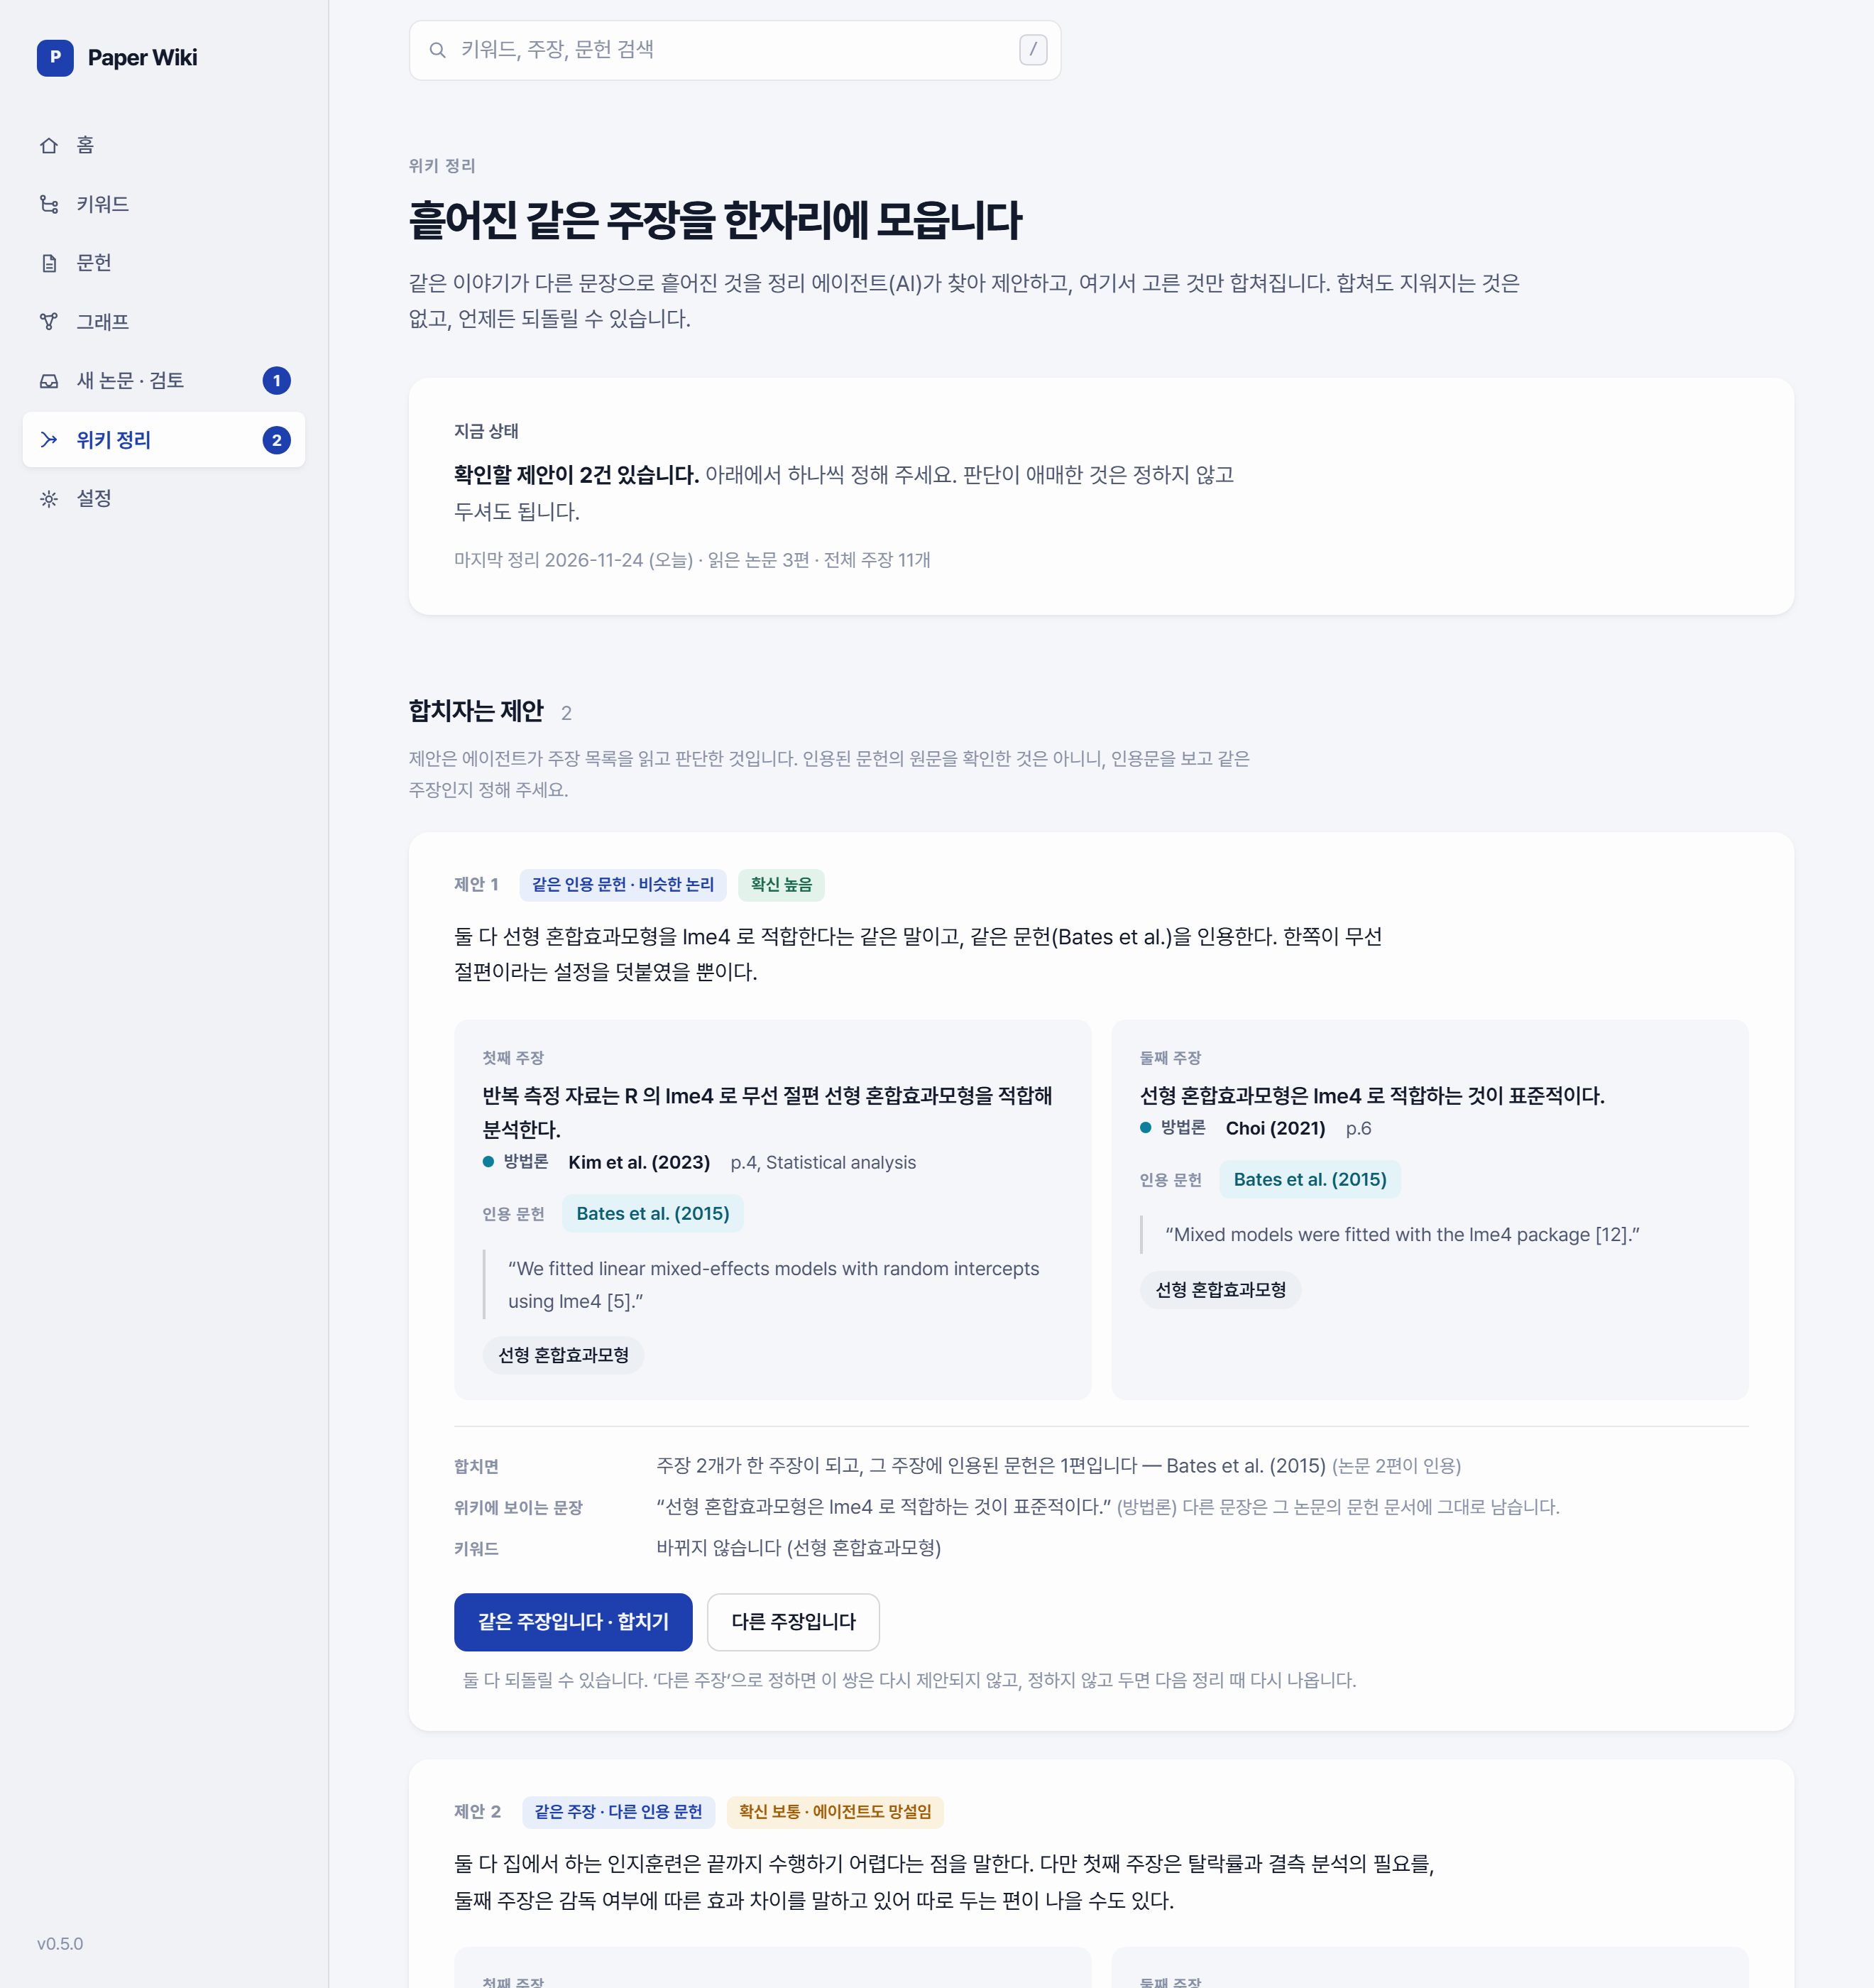 P Paper Wiki
키워드, 주장, 문헌 검색 /
홈
키워드
문헌
그래프
새 논문 · 검토 1
위키 정리 2
설정
v0.5.0
위키 정리
흩어진 같은 주장을 한자리에 모읍니다
같은 이야기가 다른 문장으로 흩어진 것을 정리 에이전트(AI)가 찾아 제안하고, 여기서 고른 것만 합쳐집니다. 합쳐도 지워지는 것은
없고, 언제든 되돌릴 수 있습니다.
지금 상태
확인할 제안이 2건 있습니다. 아래에서 하나씩 정해 주세요. 판단이 애매한 것은 정하지 않고
두셔도 됩니다.
마지막 정리 2026-11-24 (오늘) · 읽은 논문 3편 · 전체 주장 11개
합치자는 제안 2
제안은 에이전트가 주장 목록을 읽고 판단한 것입니다. 인용된 문헌의 원문을 확인한 것은 아니니, 인용문을 보고 같은
주장인지 정해 주세요.
제안 1 같은 인용 문헌 · 비슷한 논리 확신 높음
둘 다 선형 혼합효과모형을 lme4 로 적합한다는 같은 말이고, 같은 문헌(Bates et al.)을 인용한다. 한쪽이 무선
절편이라는 설정을 덧붙였을 뿐이다.
첫째 주장
반복 측정 자료는 R 의 lme4 로 무선 절편 선형 혼합효과모형을 적합해
분석한다.
방법론 Kim et al. (2023) p.4, Statistical analysis
인용 문헌 Bates et al. (2015)
“We fitted linear mixed-effects models with random intercepts
using lme4 [5].”
선형 혼합효과모형
둘째 주장
선형 혼합효과모형은 lme4 로 적합하는 것이 표준적이다.
방법론 Choi (2021) p.6
인용 문헌 Bates et al. (2015)
“Mixed models were fitted with the lme4 package [12].”
선형 혼합효과모형
합치면 주장 2개가 한 주장이 되고, 그 주장에 인용된 문헌은 1편입니다 — Bates et al. (2015) (논문 2편이 인용)
위키에 보이는 문장 “선형 혼합효과모형은 lme4 로 적합하는 것이 표준적이다.” (방법론) 다른 문장은 그 논문의 문헌 문서에 그대로 남습니다.
키워드 바뀌지 않습니다 (선형 혼합효과모형)
같은 주장입니다 · 합치기 다른 주장입니다
둘 다 되돌릴 수 있습니다. ‘다른 주장’으로 정하면 이 쌍은 다시 제안되지 않고, 정하지 않고 두면 다음 정리 때 다시 나옵니다.
제안 2 같은 주장 · 다른 인용 문헌 확신 보통 · 에이전트도 망설임
둘 다 집에서 하는 인지훈련은 끝까지 수행하기 어렵다는 점을 말한다. 다만 첫째 주장은 탈락률과 결측 분석의 필요를,
둘째 주장은 감독 여부에 따른 효과 차이를 말하고 있어 따로 두는 편이 나을 수도 있다.
첫째 주장
둘째 주장